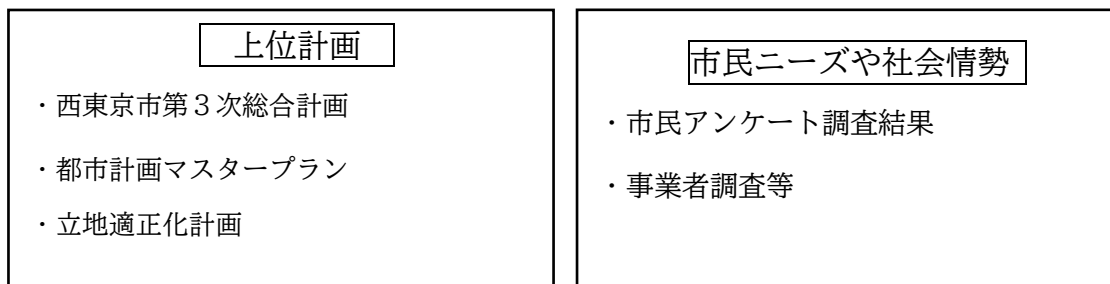 上位計画
・西東京市第３次総合計画
・都市計画マスタープラン
・立地適正化計画
市民ニーズや社会情勢
・市民アンケート調査結果
・事業者調査等